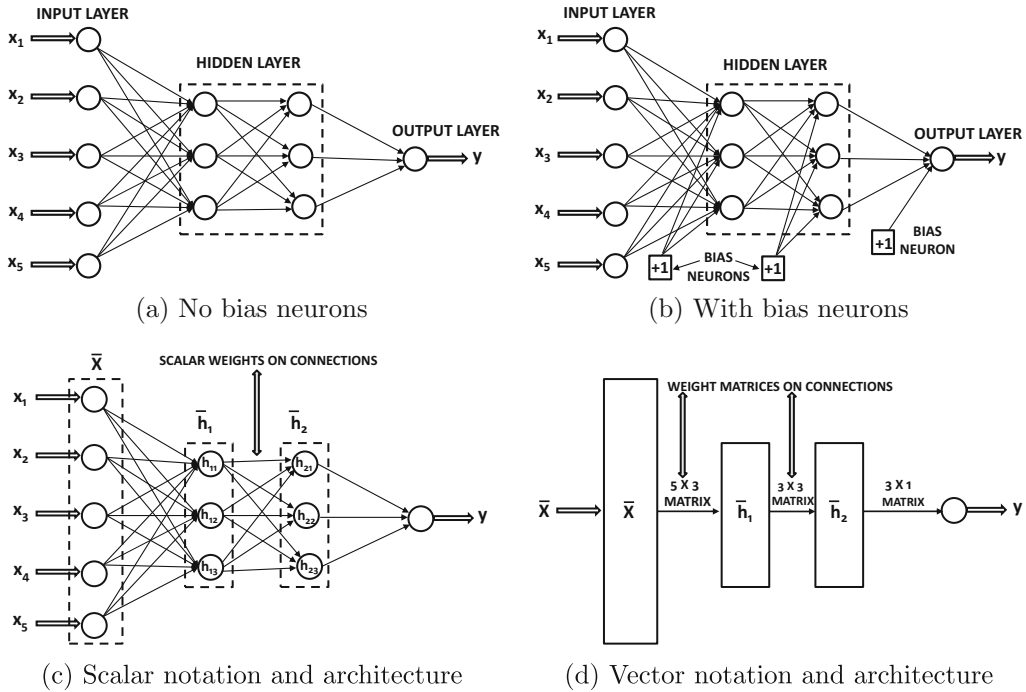 INPUT LAYER
x1
x2
x3
x4
x5
HIDDEN LAYER
OUTPUT LAYER
y
(a) No bias neurons
INPUT LAYER
x1
x2
x3
x4
x5
HIDDEN LAYER
OUTPUT LAYER
y
+1
BIAS
NEURONS
+1
+1
BIAS
NEURON
(b) With bias neurons
SCALAR WEIGHTS ON CONNECTIONS
X̅
x1
x2
x3
x4
x5
h̅1
h̅2
h11
h12
h13
h21
h22
h23
y
(c) Scalar notation and architecture
WEIGHT MATRICES ON CONNECTIONS
X̅
X̅
5 X 3
MATRIX
h̅1
3 X 3
MATRIX
h̅2
3 X 1
MATRIX
y
(d) Vector notation and architecture